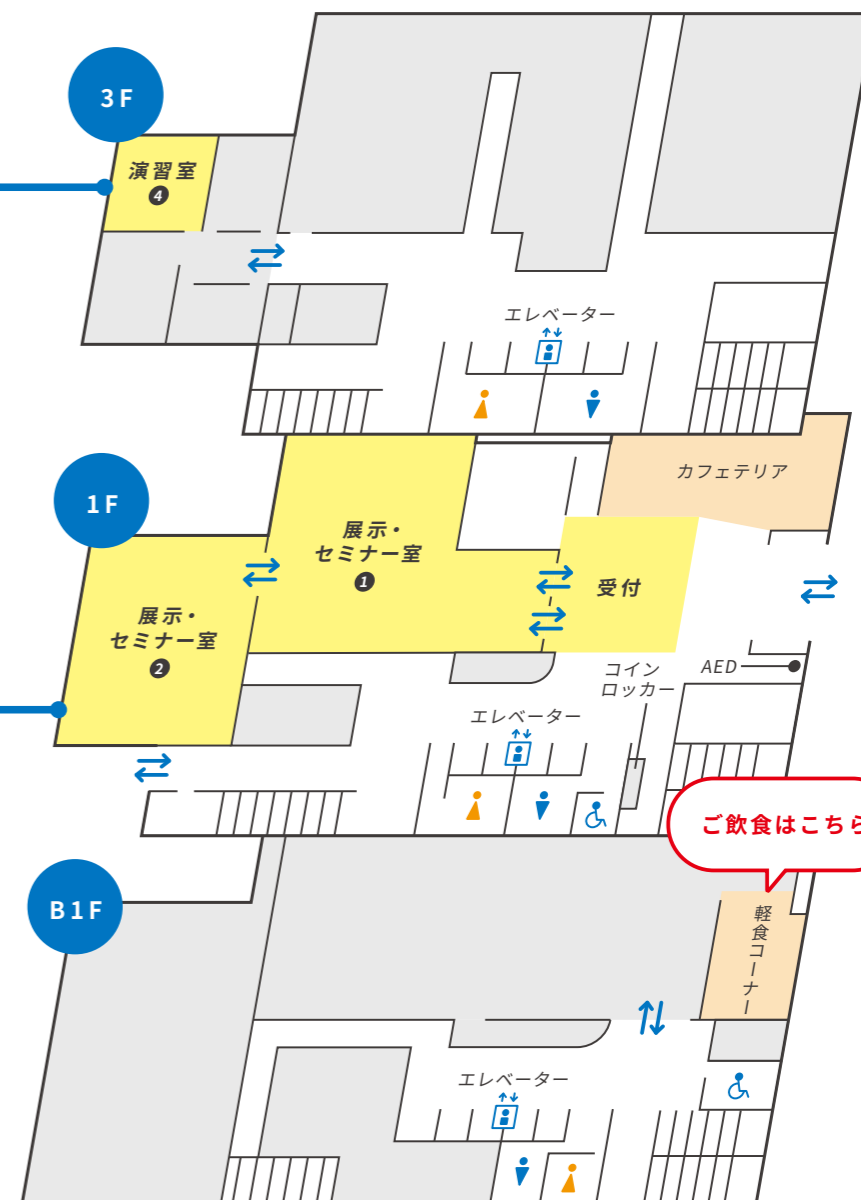 3F
演習室
4
エレベーター
1F
カフェテリア
展示・
セミナー室
1
受付
展示・
セミナー室
2
コイン
ロッカー
AED
エレベーター
ご飲食はこちら
B1F
軽食コーナー
エレベーター